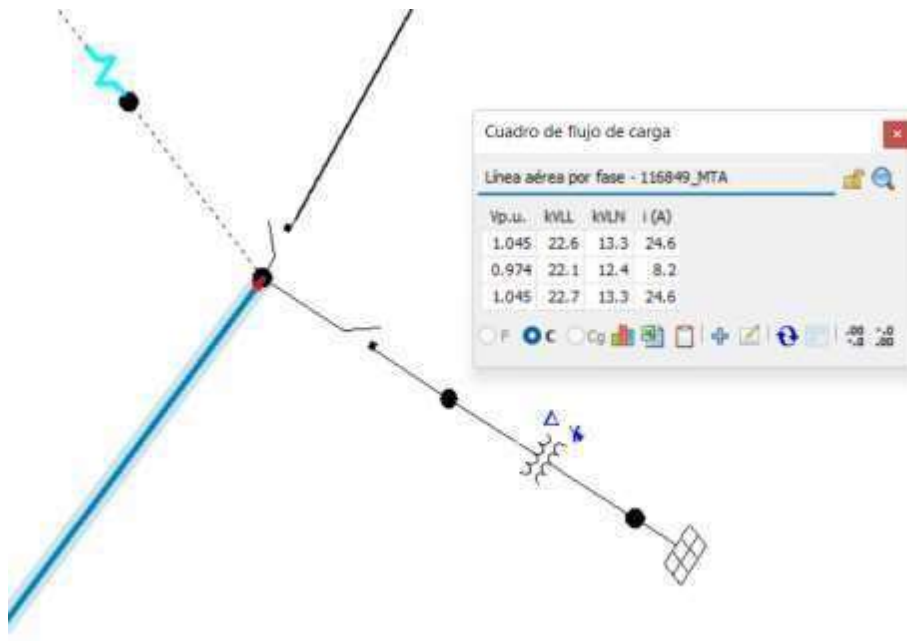 Cuadro de flujo de carga
Línea aérea por fase - 116849_MTA
Vp.u. kVLL kVLN i (A)
1.045 22.6 13.3 24.6
0.974 22.1 12.4 8.2
1.045 22.7 13.3 24.6
F C Cg